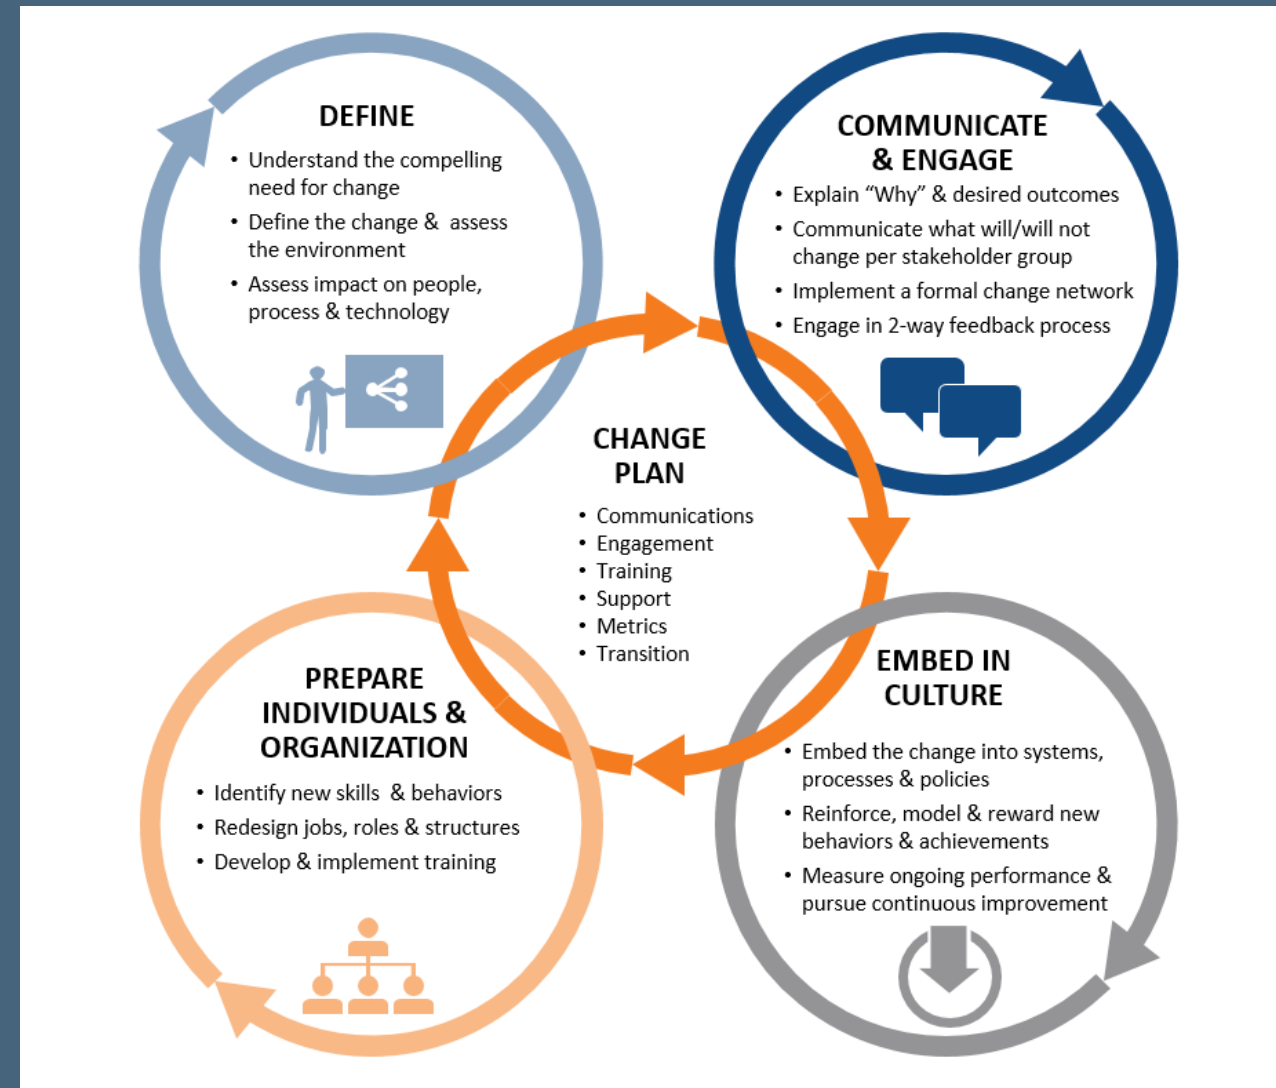 DEFINE
• Understand the compelling
need for change
• Define the change & assess
the environment
• Assess impact on people,
process & technology
COMMUNICATE
& ENGAGE
• Explain “Why” & desired outcomes
• Communicate what will/will not
change per stakeholder group
• Implement a formal change network
• Engage in 2-way feedback process
CHANGE
PLAN
• Communications
• Engagement
• Training
• Support
• Metrics
• Transition
PREPARE
INDIVIDUALS &
ORGANIZATION
• Identify new skills & behaviors
• Redesign jobs, roles & structures
• Develop & implement training
EMBED IN
CULTURE
• Embed the change into systems,
processes & policies
• Reinforce, model & reward new
behaviors & achievements
• Measure ongoing performance &
pursue continuous improvement